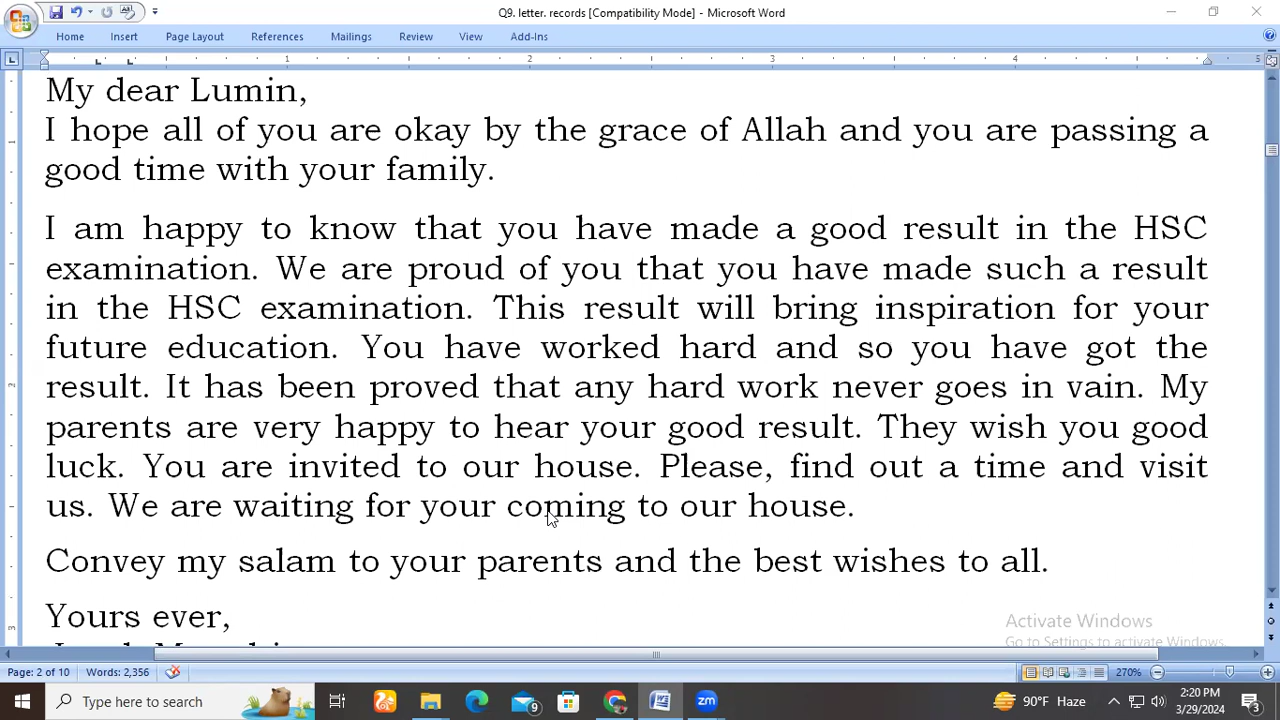 Q9. letter. records [Compatibility Mode] - Microsoft Word
Home Insert Page Layout References Mailings Review View Add-Ins
1 2 3 4 5
My dear Lumin,
I hope all of you are okay by the grace of Allah and you are passing a
good time with your family.
I am happy to know that you have made a good result in the HSC
examination. We are proud of you that you have made such a result
in the HSC examination. This result will bring inspiration for your
future education. You have worked hard and so you have got the
result. It has been proved that any hard work never goes in vain. My
parents are very happy to hear your good result. They wish you good
luck. You are invited to our house. Please, find out a time and visit
us. We are waiting for your coming to our house.
Convey my salam to your parents and the best wishes to all.
Yours ever,
Activate Windows
Go to Settings to activate Windows.
Page: 2 of 10 Words: 2,356 270%
Type here to search 9 zm 90°F Haze 2:20 PM
3/29/2024 3